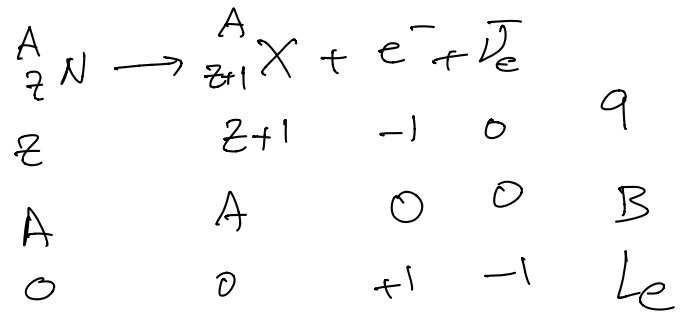 A/Z N → A/Z+1 X + e⁻ + ν̄ₑ
Z Z+1 -1 0 q
A A 0 0 B
0 0 +1 -1 Lₑ